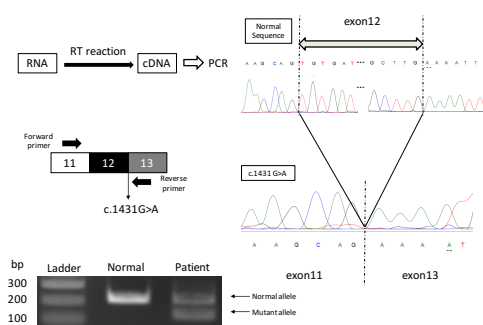 Normal
Sequence
exon12
RT reaction
RNA
cDNA
PCR
A A G C A G T G T G A T ... G C T T G A A A A T T
Forward
primer
11 12 13
Reverse
primer
c.1431G>A
c.1431 G>A
A A G C A G A A A A T
exon11 exon13
bp Ladder Normal Patient
300
200
100
Normal allele
Mutant allele